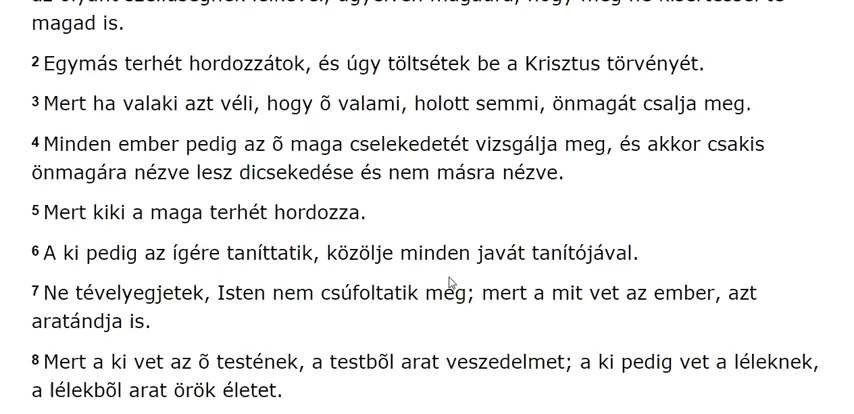 magad is.
2 Egymás terhét hordozzátok, és úgy töltsétek be a Krisztus törvényét.
3 Mert ha valaki azt véli, hogy õ valami, holott semmi, önmagát csalja meg.
4 Minden ember pedig az õ maga cselekedetét vizsgálja meg, és akkor csakis
önmagára nézve lesz dicsekedése és nem másra nézve.
5 Mert kiki a maga terhét hordozza.
6 A ki pedig az ígére taníttatik, közölje minden javát tanítójával.
7 Ne tévelyegjetek, Isten nem csúfoltatik meg; mert a mit vet az ember, azt
aratándja is.
8 Mert a ki vet az õ testének, a testbõl arat veszedelmet; a ki pedig vet a léleknek,
a lélekbõl arat örök életet.